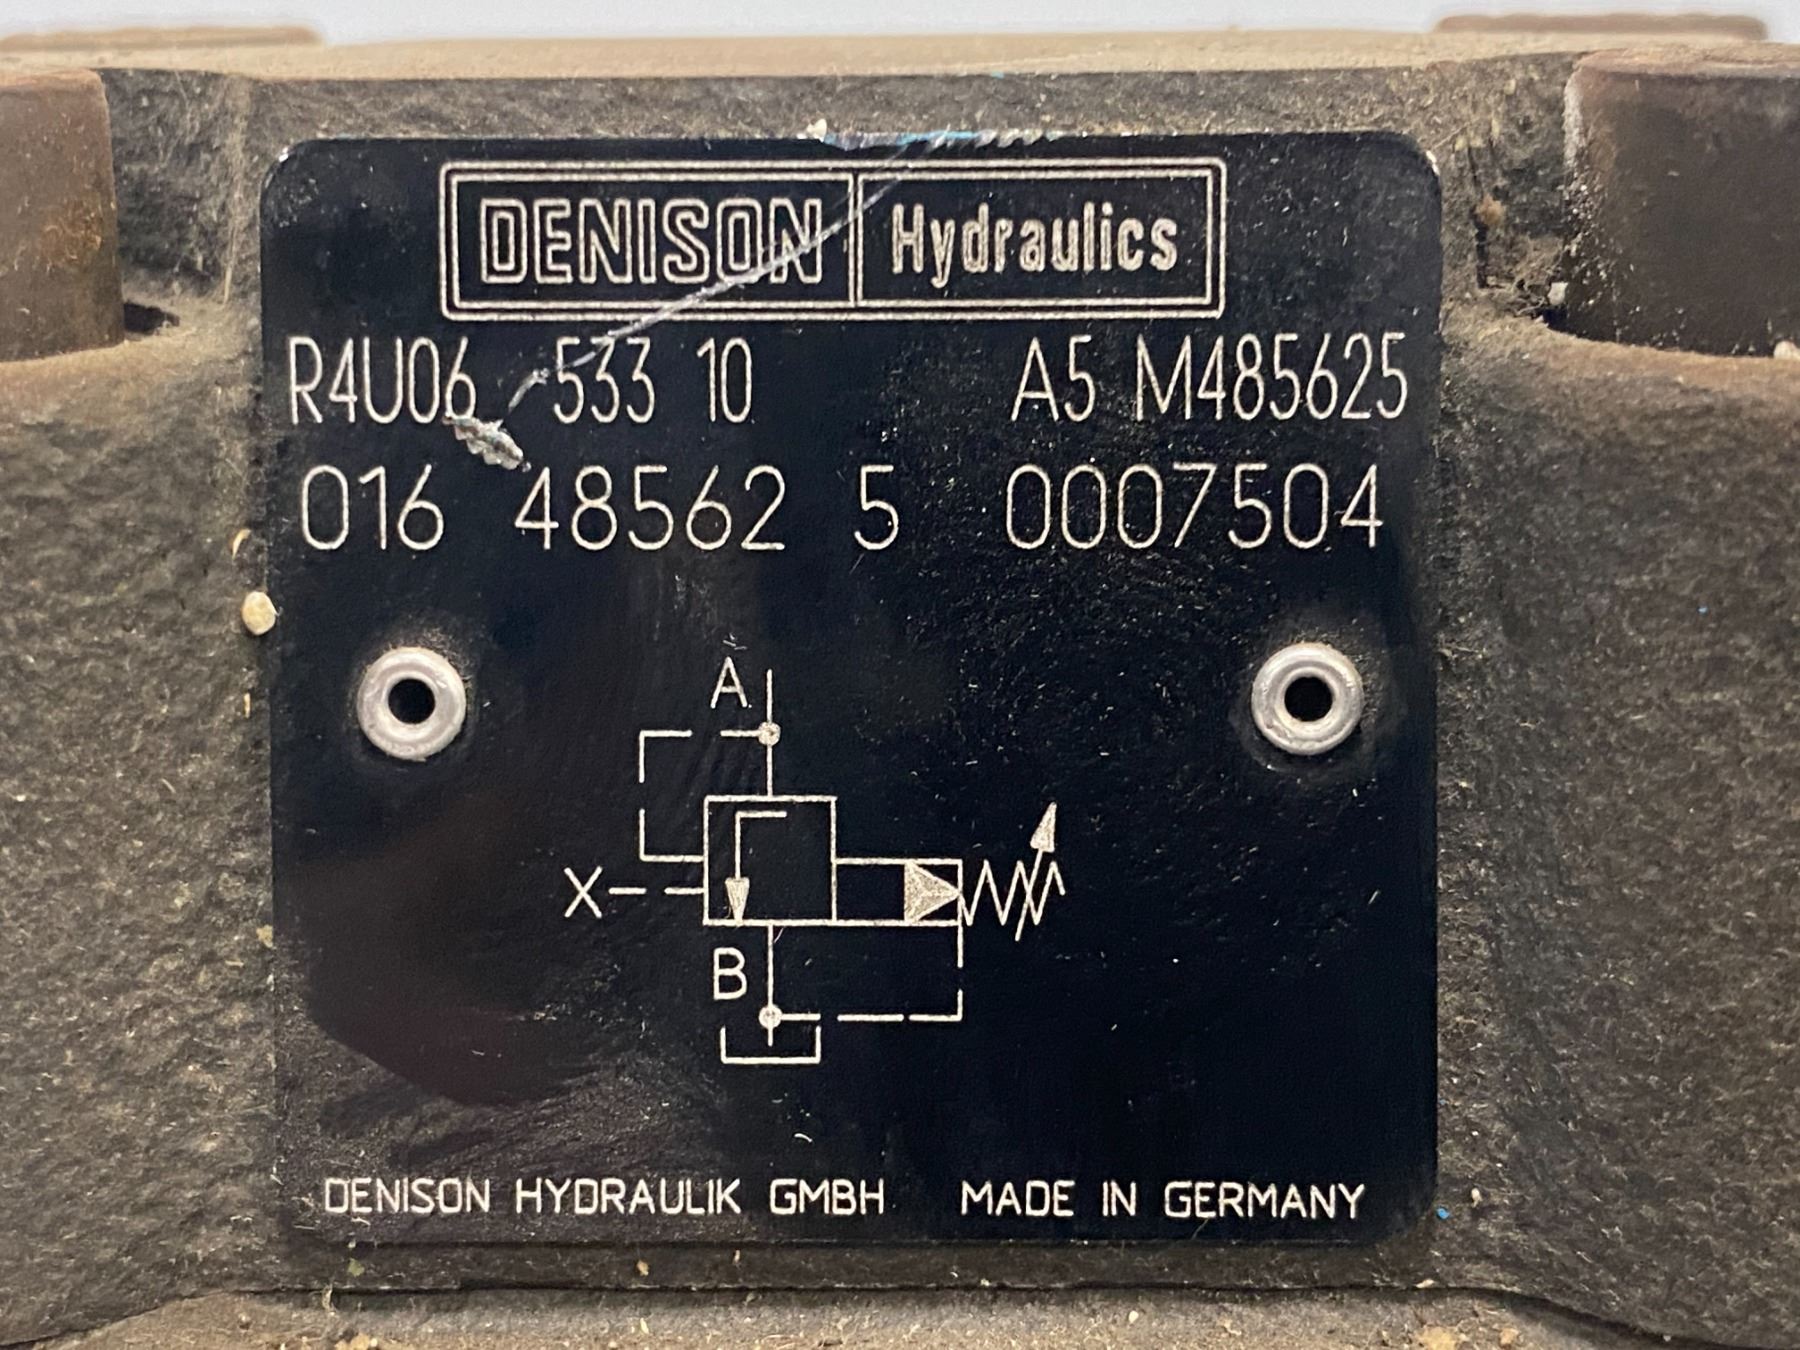 DENISON Hydraulics
R4U06 533 10 A5 M485625
016 48562 5 0007504
A
X
B
DENISON HYDRAULIK GMBH MADE IN GERMANY